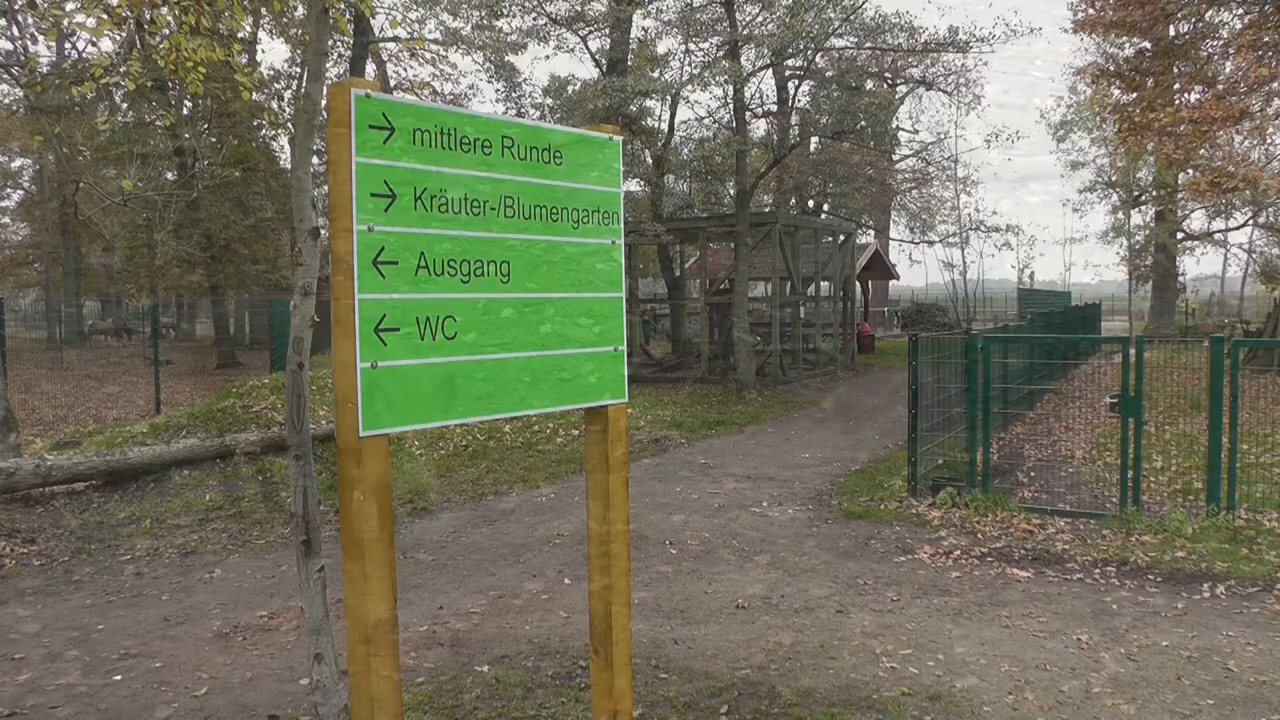 → mittlere Runde
→ Kräuter-/Blumengarten
← Ausgang
← WC